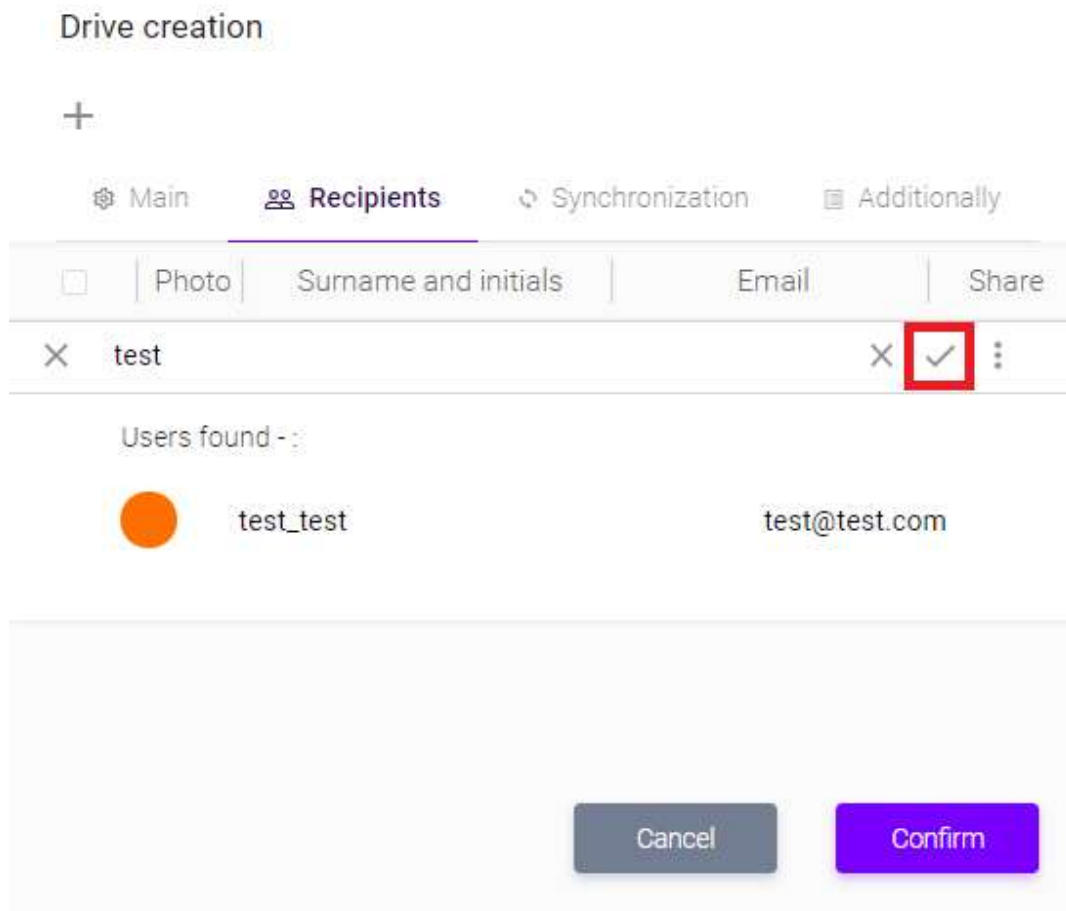 Drive creation
Main Recipients Synchronization Additionally
Photo Surname and initials Email Share
test
Users found - :
test_test test@test.com
Cancel Confirm